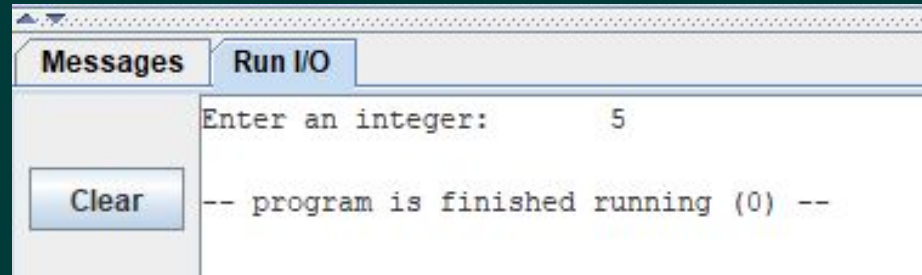 Messages Run I/O
Enter an integer: 5
Clear
-- program is finished running (0) --